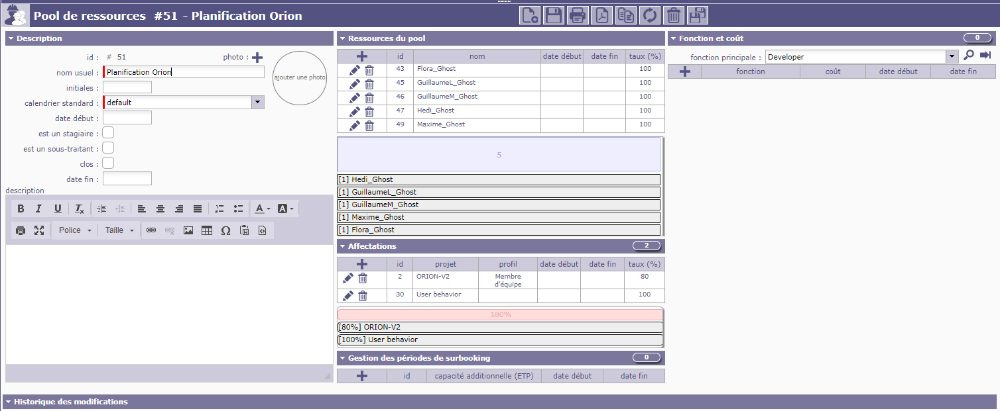 Pool de ressources #51 - Planification Orion
Description
id : # 51 photo :
nom usuel : Planification Orion
ajouter une photo
initiales :
calendrier standard : default
date début :
est un stagiaire :
est un sous-traitant :
clos :
date fin :
description
B I U Tx
A A
Police Taille Ω
Ressources du pool
id nom date début date fin taux (%)
43 Flora_Ghost 100
45 GuillaumeL_Ghost 100
46 GuillaumeM_Ghost 100
47 Hedi_Ghost 100
49 Maxime_Ghost 100
5
[1] Hedi_Ghost
[1] GuillaumeL_Ghost
[1] GuillaumeM_Ghost
[1] Maxime_Ghost
[1] Flora_Ghost
Affectations 2
id projet profil date début date fin taux (%)
2 ORION-V2 Membre d'équipe 80
30 User behavior 100
180%
[80%] ORION-V2
[100%] User behavior
Gestion des périodes de surbooking 0
id capacité additionnelle (ETP) date début date fin
Fonction et coût 0
fonction principale : Developer
fonction coût date début date fin
Historique des modifications